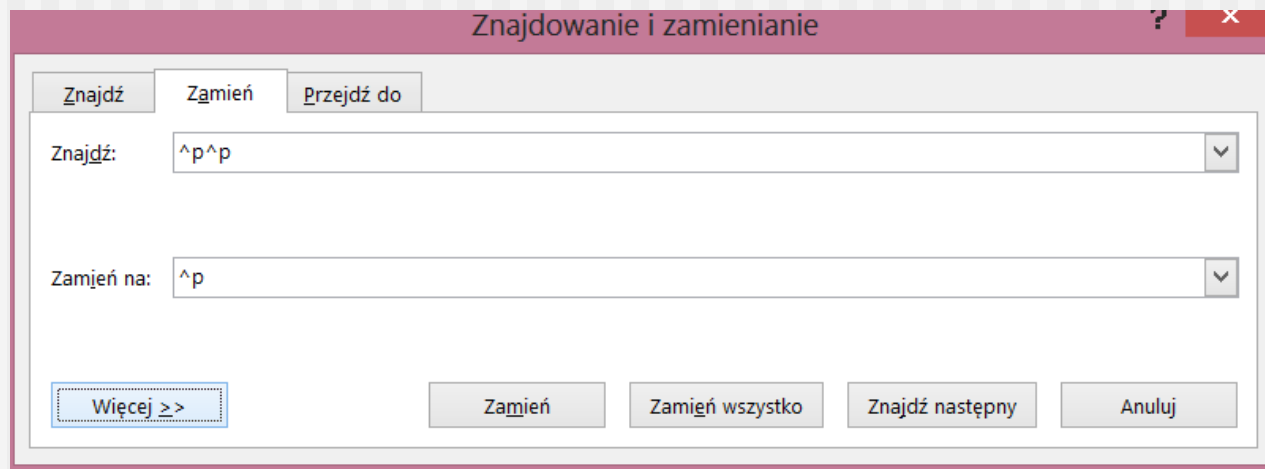 Znajdowanie i zamienianie
?
X
Znajdź Zamień Przejdź do
Znajdź: ^p^p
Zamień na: ^p
Więcej >> Zamień Zamień wszystko Znajdź następny Anuluj